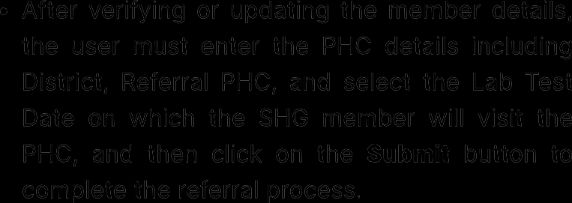 • After verifying or updating the member details,
the user must enter the PHC details including
District, Referral PHC, and select the Lab Test
Date on which the SHG member will visit the
PHC, and then click on the Submit button to
complete the referral process.